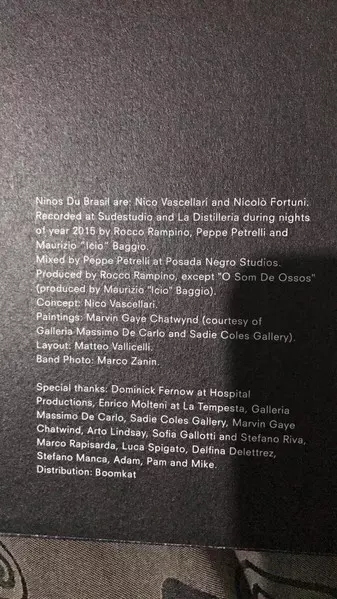 Ninos Du Brasil are: Nico Vascellari and Nicolò Fortuni.
Recorded at Sudestudio and La Distilleria during nights
of year 2015 by Rocco Rampino, Peppe Petrelli and
Maurizio "Icio" Baggio.
Mixed by Peppe Petrelli at Posada Negro Studios.
Produced by Rocco Rampino, except "O Som De Ossos"
(produced by Maurizio "Icio" Baggio).
Concept: Nico Vascellari.
Paintings: Marvin Gaye Chatwynd (courtesy of
Galleria Massimo De Carlo and Sadie Coles Gallery).
Layout: Matteo Vallicelli.
Band Photo: Marco Zanin.
Special thanks: Dominick Fernow at Hospital
Productions, Enrico Molteni at La Tempesta, Galleria
Massimo De Carlo, Sadie Coles Gallery, Marvin Gaye
Chatwind, Arto Lindsay, Sofia Gallotti and Stefano Riva,
Marco Rapisarda, Luca Spigato, Delfina Delettrez,
Stefano Manca, Adam, Pam and Mike.
Distribution: Boomkat